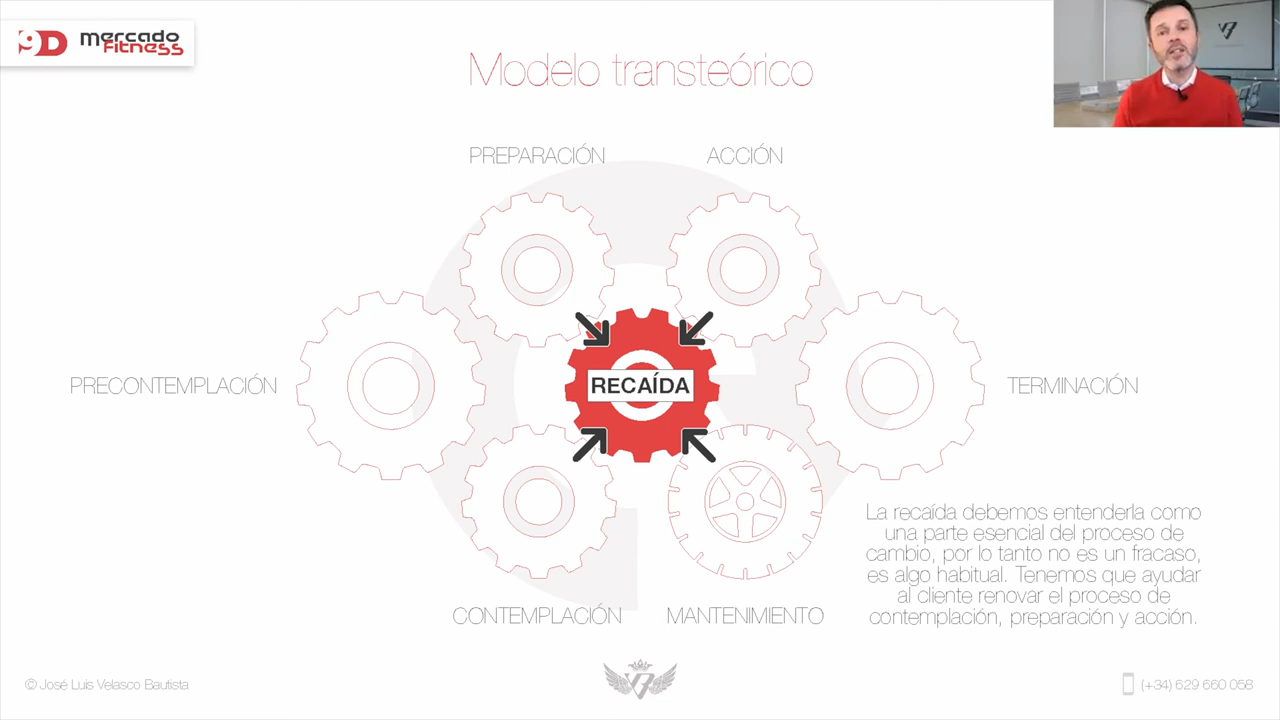 9D mercado
fitness
Modelo transteórico
PREPARACIÓN
ACCIÓN
PRECONTEMPLACIÓN
RECAÍDA
TERMINACIÓN
La recaída debemos entenderla como
una parte esencial del proceso de
cambio, por lo tanto no es un fracaso,
es algo habitual. Tenemos que ayudar
al cliente renovar el proceso de
contemplación, preparación y acción.
CONTEMPLACIÓN
MANTENIMIENTO
© José Luis Velasco Bautista
(+34) 629 660 058